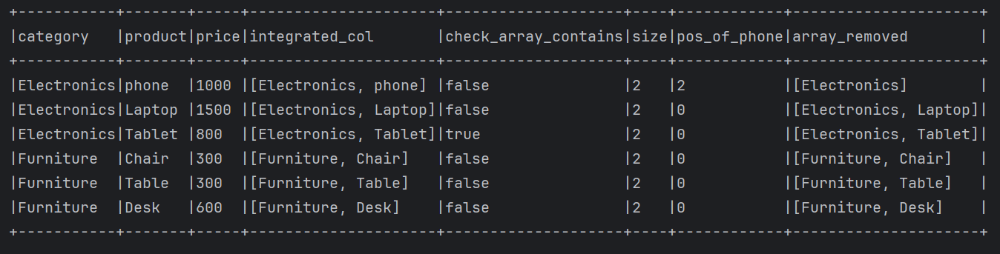 +-----------+-------+-----+---------------------+--------------------+----+------------+---------------------+
|category   |product|price|integrated_col       |check_array_contains|size|pos_of_phone|array_removed        |
+-----------+-------+-----+---------------------+--------------------+----+------------+---------------------+
|Electronics|phone  |1000 |[Electronics, phone] |false               |2   |2           |[Electronics]        |
|Electronics|Laptop |1500 |[Electronics, Laptop]|false               |2   |0           |[Electronics, Laptop]|
|Electronics|Tablet |800  |[Electronics, Tablet]|true                |2   |0           |[Electronics, Tablet]|
|Furniture  |Chair  |300  |[Furniture, Chair]   |false               |2   |0           |[Furniture, Chair]   |
|Furniture  |Table  |300  |[Furniture, Table]   |false               |2   |0           |[Furniture, Table]   |
|Furniture  |Desk   |600  |[Furniture, Desk]    |false               |2   |0           |[Furniture, Desk]    |
+-----------+-------+-----+---------------------+--------------------+----+------------+---------------------+